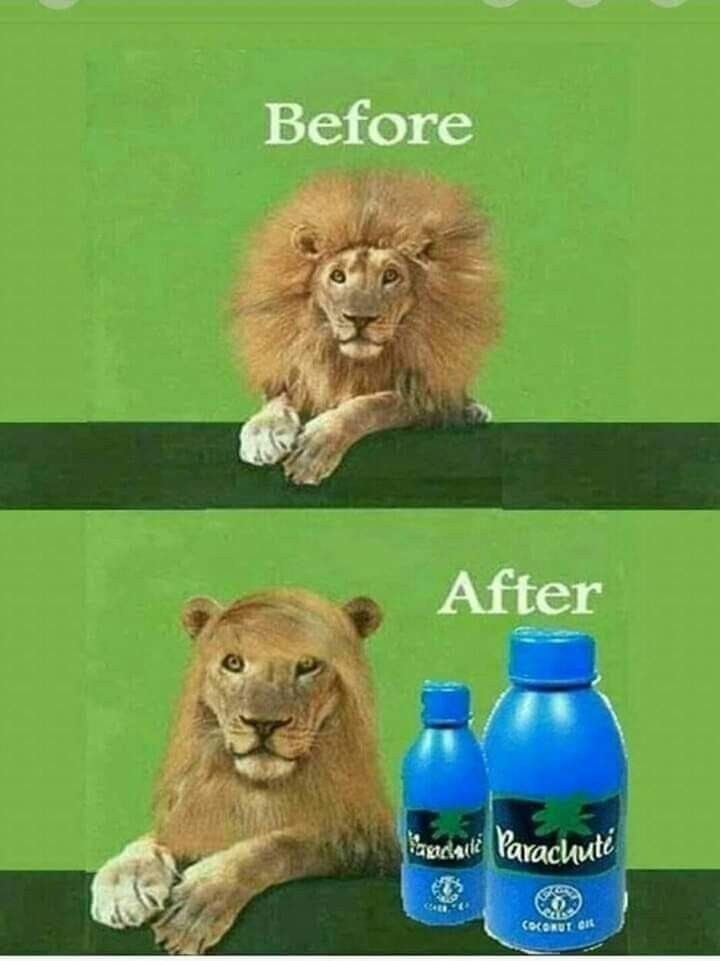 Before
After
Parachute
Parachute
COCONUT OIL